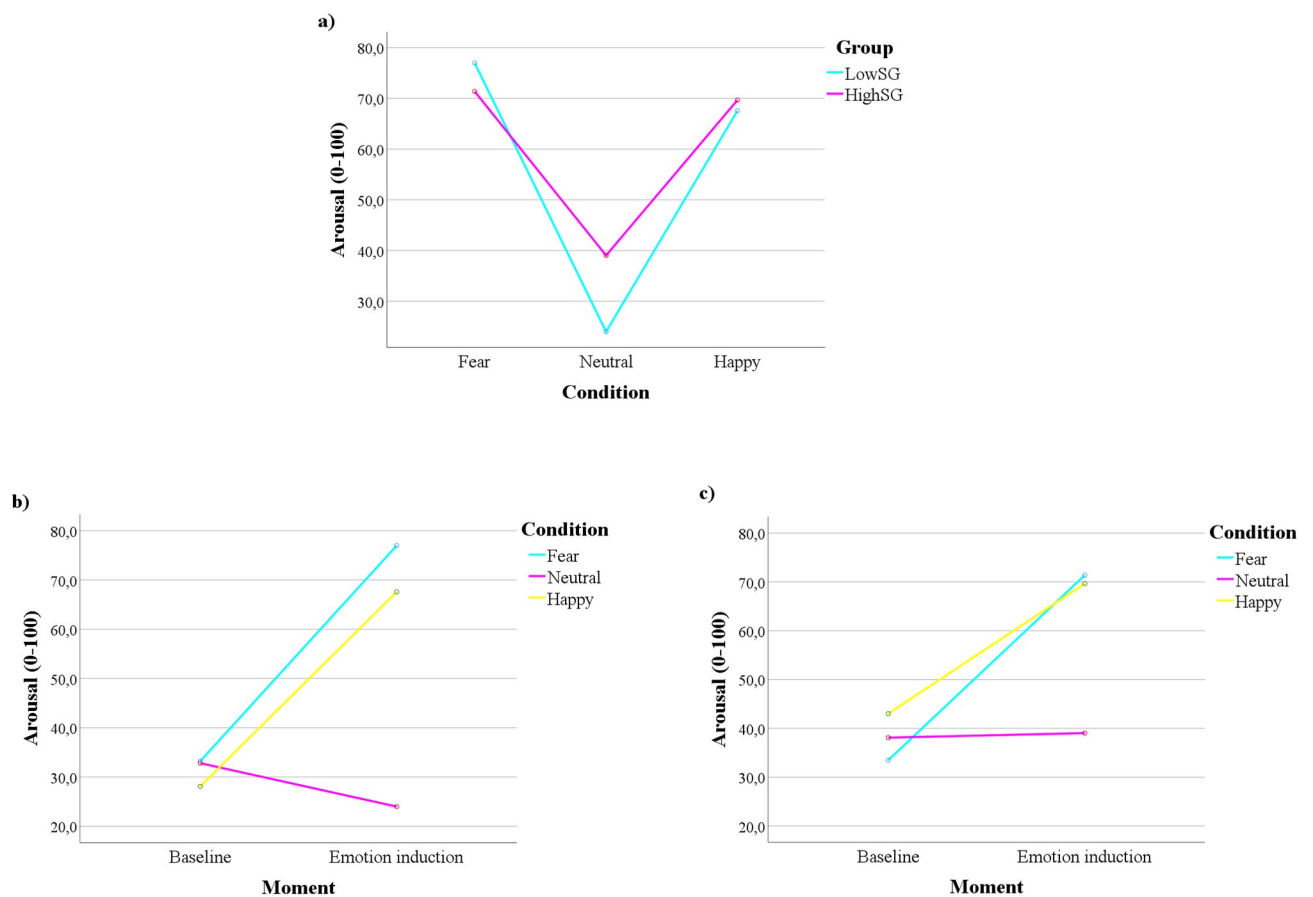 a)
Group
LowSG
HighSG
80,0
70,0
60,0
50,0
40,0
30,0
Arousal (0-100)
Fear Neutral Happy
Condition
b)
Condition
Fear
Neutral
Happy
80,0
70,0
60,0
50,0
40,0
30,0
20,0
Arousal (0-100)
Baseline Emotion induction
Moment
c)
Condition
Fear
Neutral
Happy
80,0
70,0
60,0
50,0
40,0
30,0
20,0
Arousal (0-100)
Baseline Emotion induction
Moment